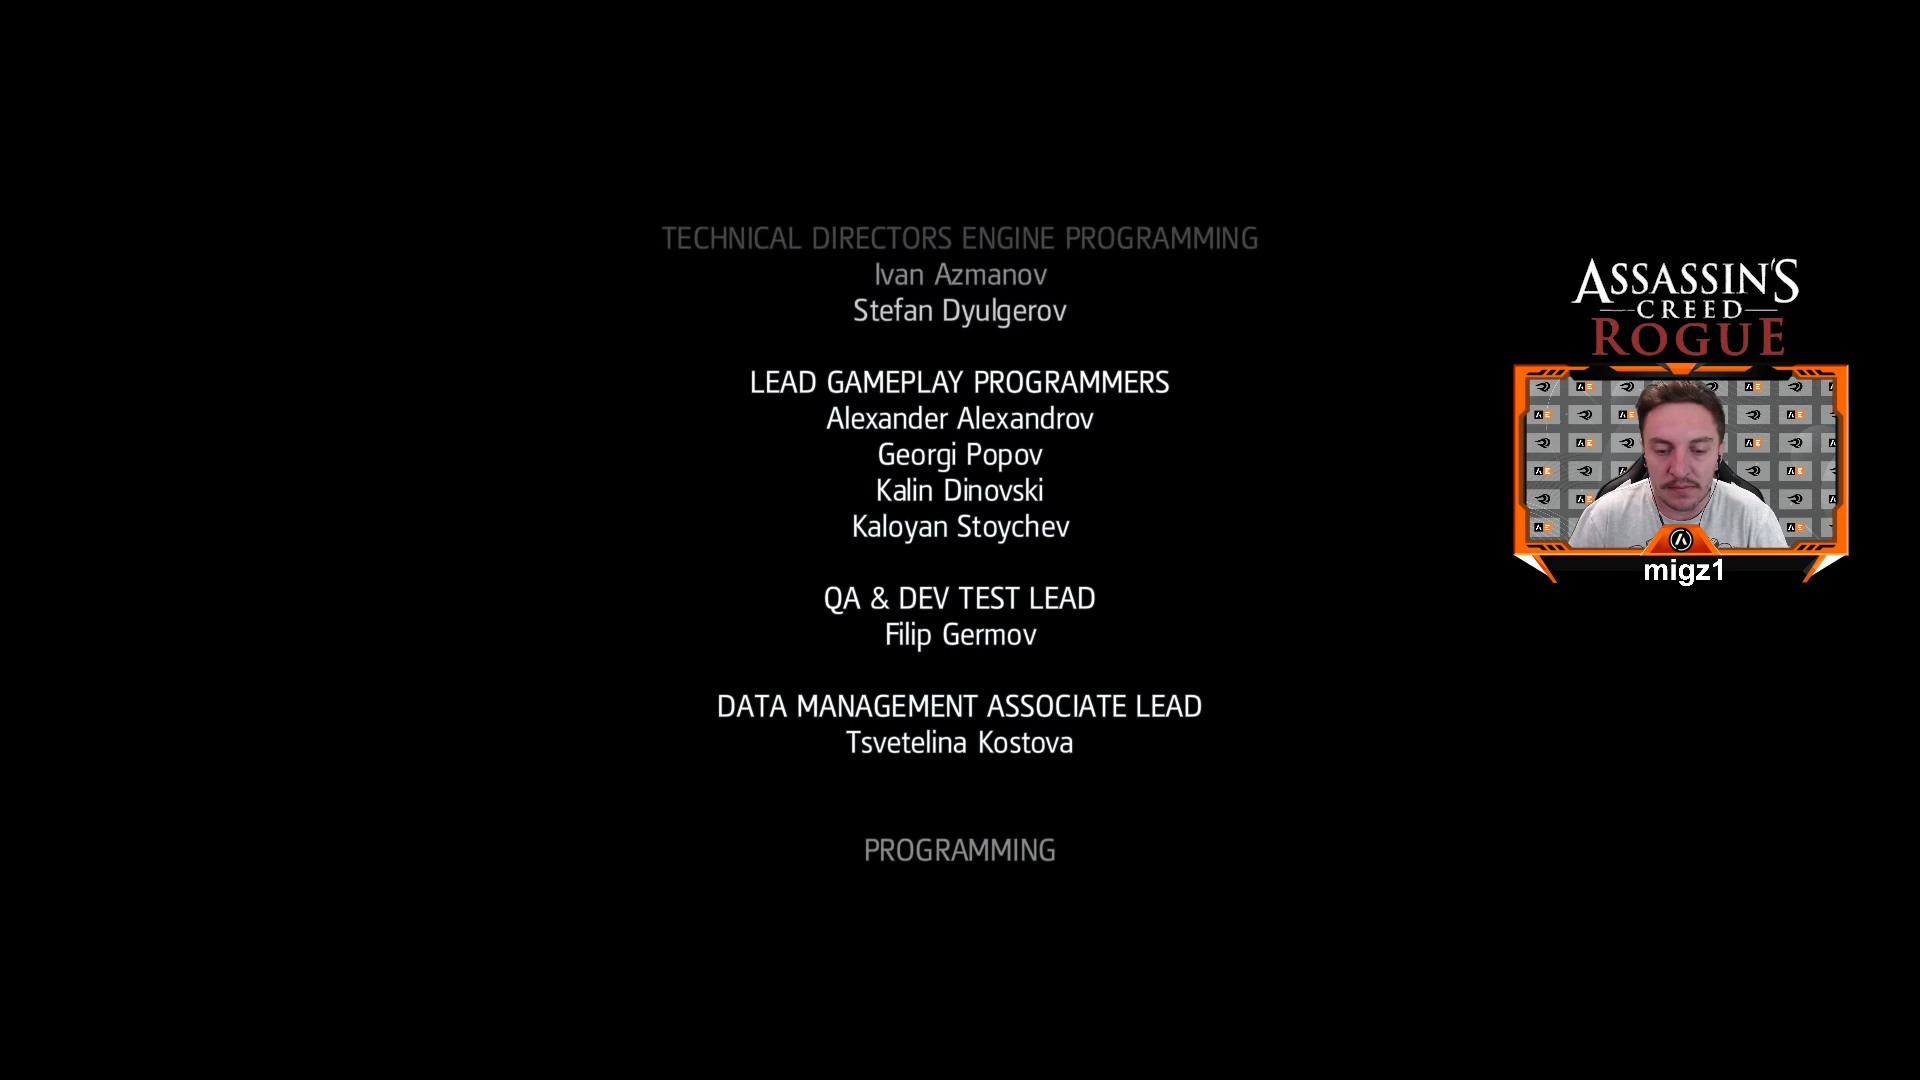 TECHNICAL DIRECTORS ENGINE PROGRAMMING
Ivan Azmanov
Stefan Dyulgerov
LEAD GAMEPLAY PROGRAMMERS
Alexander Alexandrov
Georgi Popov
Kalin Dinovski
Kaloyan Stoychev
QA & DEV TEST LEAD
Filip Germov
DATA MANAGEMENT ASSOCIATE LEAD
Tsvetelina Kostova
PROGRAMMING
ASSASSIN'S
CREED
ROGUE
migz1